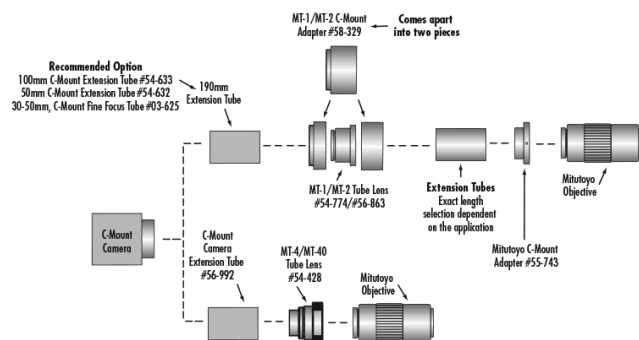 MT-1/MT-2 C-Mount
Adapter #58-329
Comes apart
into two pieces
Recommended Option
100mm C-Mount Extension Tube #54-633
50mm C-Mount Extension Tube #54-632
30-50mm, C-Mount Fine Focus Tube #03-625
190mm
Extension Tube
MT-1/MT-2 Tube Lens
#54-774/#56-863
Extension Tubes
Exact length
selection dependent
on the application
Mitutoyo
Objective
Mitutoyo C-Mount
Adapter #55-743
C-Mount
Camera
C-Mount
Camera
Extension Tube
#56-992
MT-4/MT-40
Tube Lens
#54-428
Mitutoyo
Objective